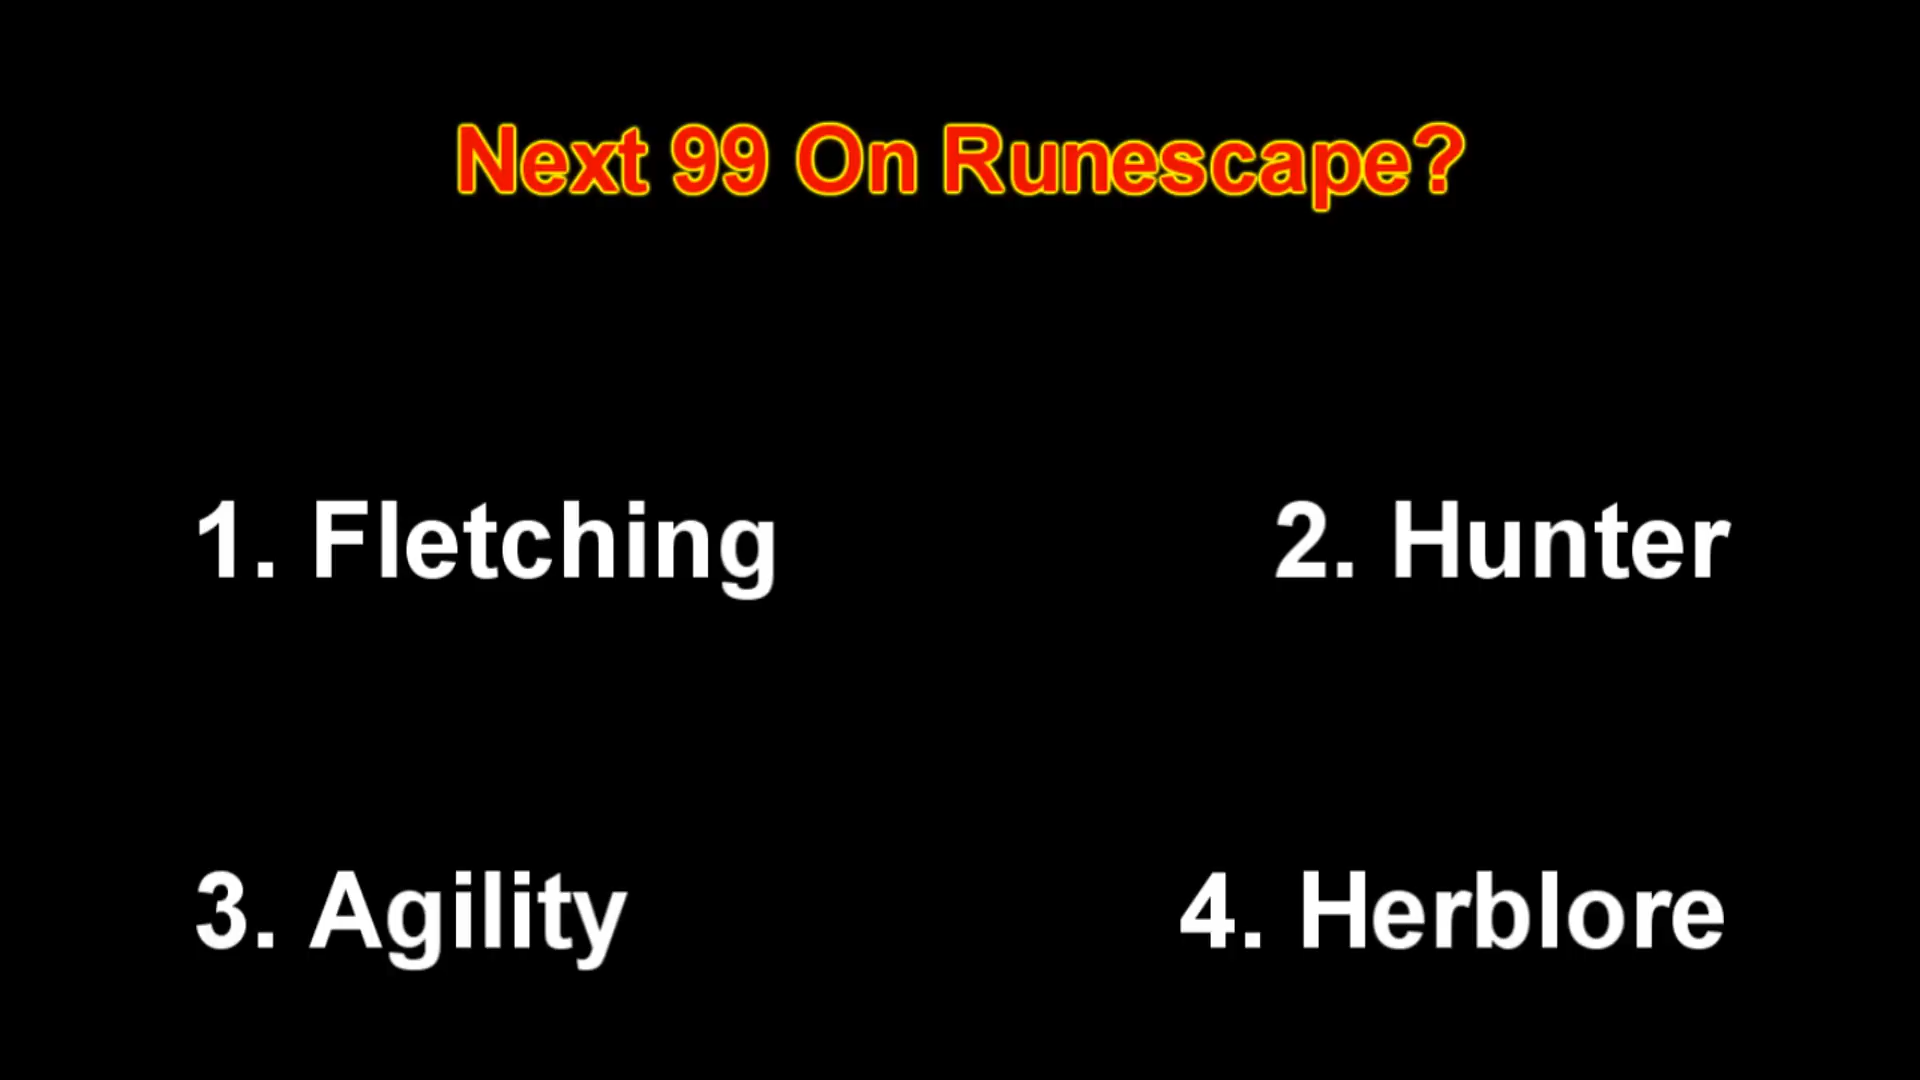 Next 99 On Runescape?
1. Fletching
2. Hunter
3. Agility
4. Herblore